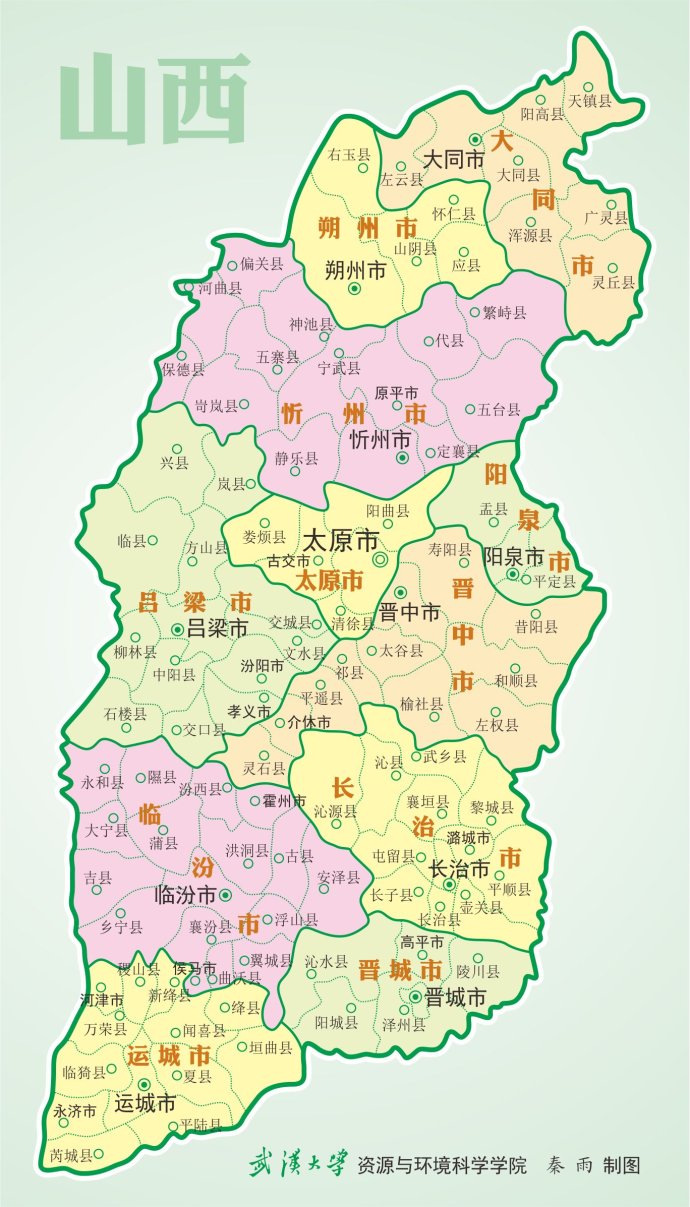 山西
天镇县
阳高县
大
右玉县
大同市
左云县
大同县
同
怀仁县
广灵县
朔州市
浑源县
山阴县
应县
市
偏关县
朔州市
灵丘县
河曲县
神池县
繁峙县
代县
五寨县
宁武县
保德县
原平市
岢岚县
忻州市
五台县
忻州市
定襄县
静乐县
兴县
阳
岚县
阳曲县
盂县
泉
娄烦县
临县
太原市
方山县
古交市
寿阳县
阳泉市
市
太原市
平定县
晋
吕梁市
晋中市
交城县
清徐县
昔阳县
吕梁市
中
文水县
柳林县
太谷县
汾阳市
祁县
中阳县
和顺县
市
平遥县
榆社县
石楼县
孝义市
介休市
左权县
交口县
沁县
武乡县
灵石县
永和县
隰县
汾西县
长
霍州市
襄垣县
黎城县
沁源县
临
大宁县
治
蒲县
潞城市
洪洞县
古县
屯留县
市
汾
长治市
吉县
安泽县
平顺县
临汾市
长子县
壶关县
乡宁县
襄汾县
市
浮山县
长治县
高平市
翼城县
沁水县
晋城市
陵川县
稷山县
侯马市
曲沃县
新绛县
河津市
晋城市
绛县
万荣县
闻喜县
阳城县
泽州县
运城市
垣曲县
临猗县
夏县
运城市
永济市
平陆县
芮城县
武汉大学 资源与环境科学学院 秦雨 制图